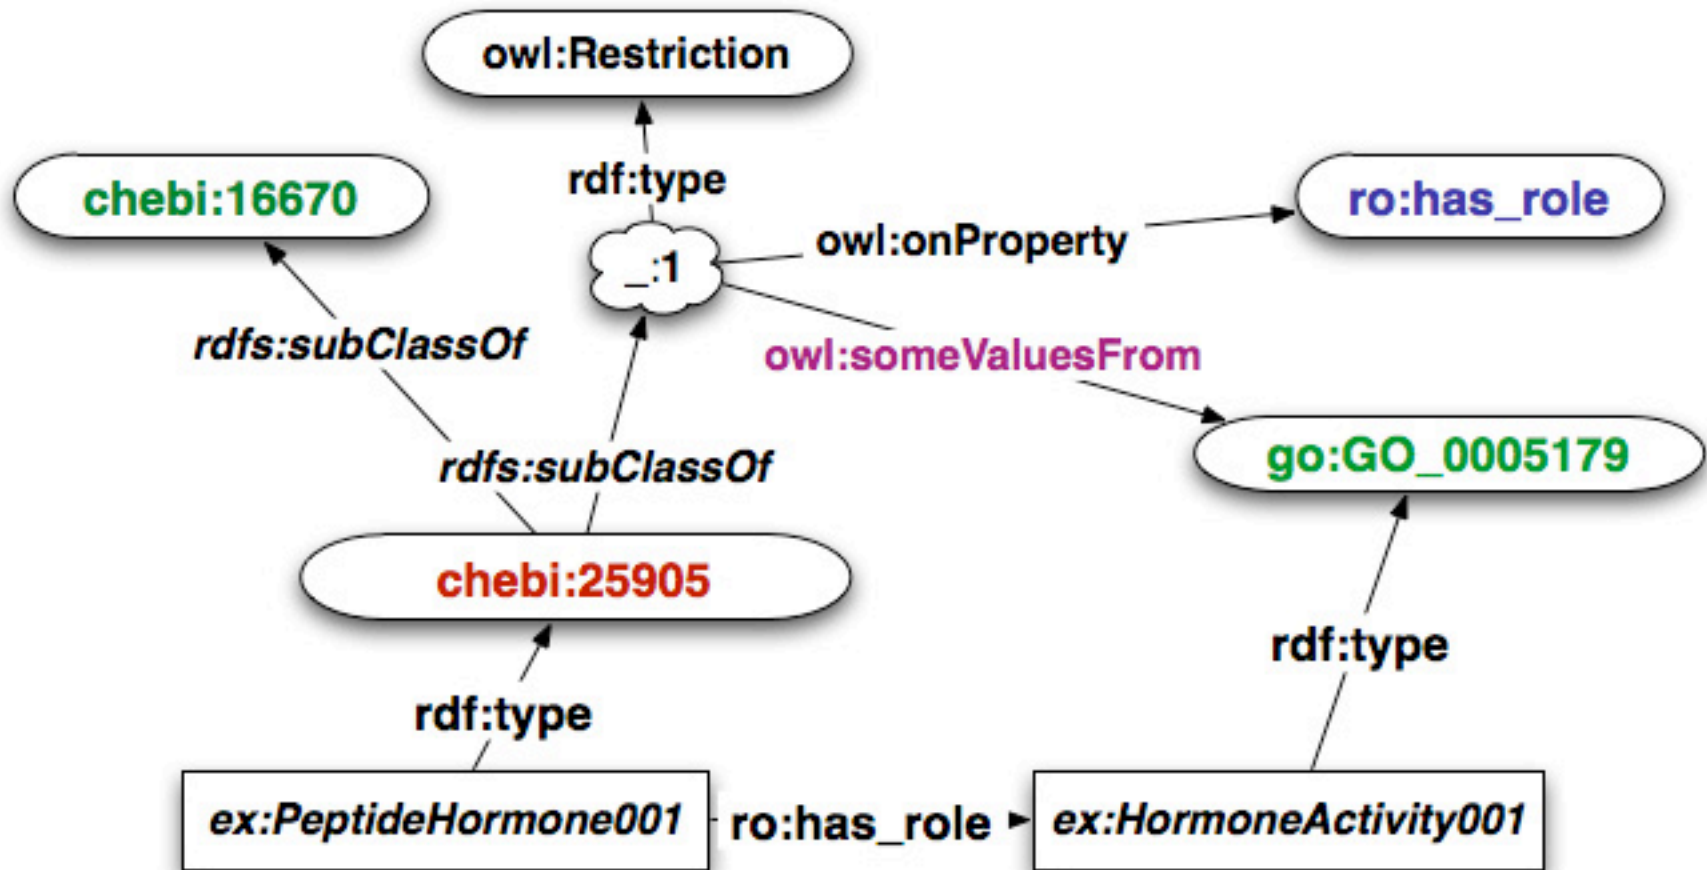 owl:Restriction
rdf:type
chebi:16670
ro:has_role
owl:onProperty
_:1
rdfs:subClassOf
owl:someValuesFrom
rdfs:subClassOf
go:GO_0005179
chebi:25905
rdf:type
rdf:type
ex:PeptideHormone001
ro:has_role
ex:HormoneActivity001